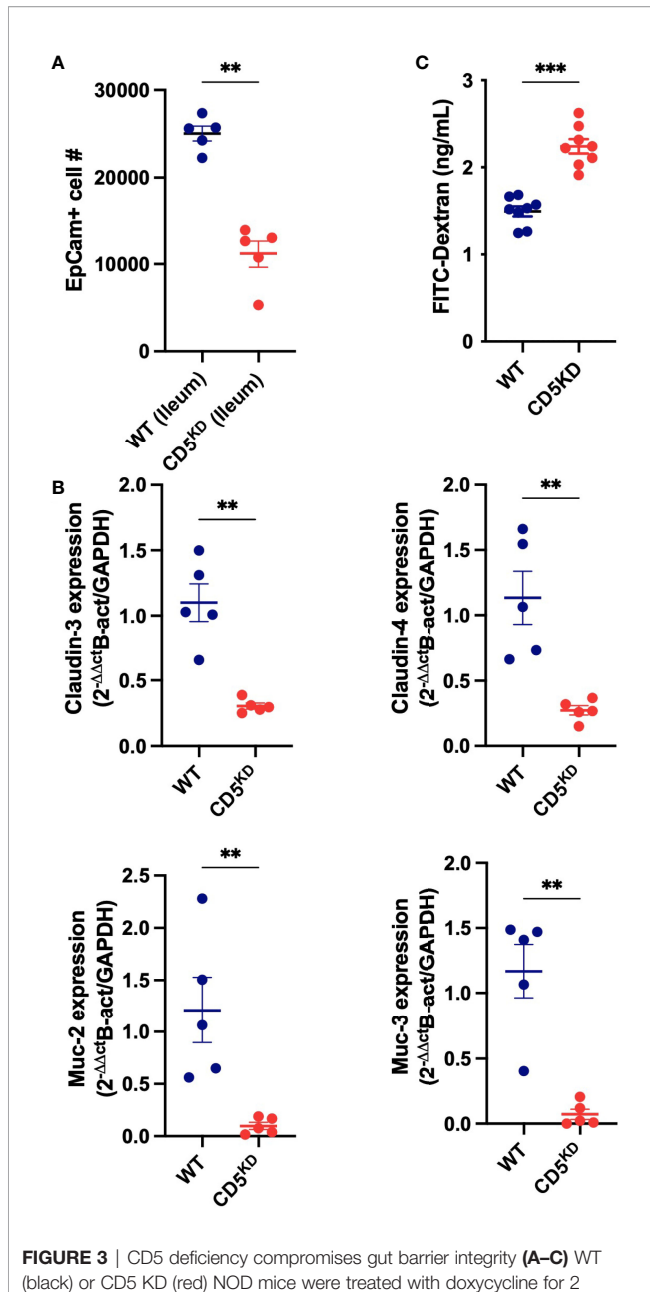 A
**
EpCam+ cell #
30000
20000
10000
0
WT (Ileum)
CD5ᴷᴰ (Ileum)
C
***
FITC-Dextran (ng/mL)
3
2
1
0
WT
CD5KD
B
**
Claudin-3 expression
(2⁻ΔΔᶜᵗB-act/GAPDH)
2.0
1.5
1.0
0.5
0.0
WT
CD5ᴷᴰ
**
Claudin-4 expression
(2⁻ΔΔᶜᵗB-act/GAPDH)
2.0
1.5
1.0
0.5
0.0
WT
CD5ᴷᴰ
**
Muc-2 expression
(2⁻ΔΔᶜᵗB-act/GAPDH)
2.5
2.0
1.5
1.0
0.5
0.0
WT
CD5ᴷᴰ
**
Muc-3 expression
(2⁻ΔΔᶜᵗB-act/GAPDH)
2.0
1.5
1.0
0.5
0.0
WT
CD5ᴷᴰ
FIGURE 3 | CD5 deficiency compromises gut barrier integrity (A–C) WT
(black) or CD5 KD (red) NOD mice were treated with doxycycline for 2